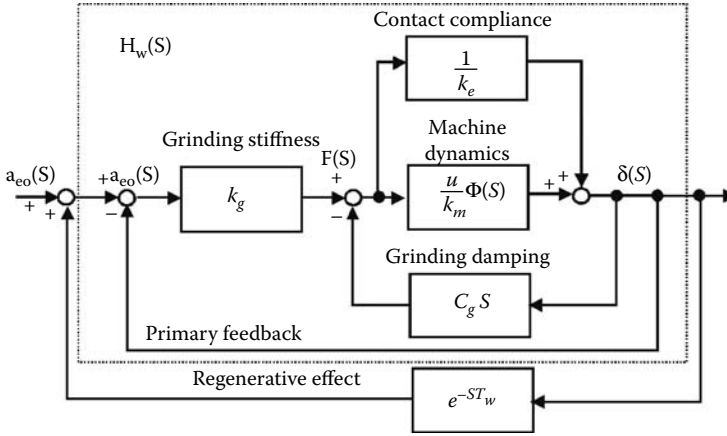 Contact compliance
H_w(S)
1/k_e
Grinding stiffness
Machine dynamics
F(S)
a_eo(S)
+a_eo(S)
δ(S)
k_g
u/k_m Φ(S)
+
+
+
−
+
−
+
+
Grinding damping
C_g S
Primary feedback
Regenerative effect
e^−ST_w